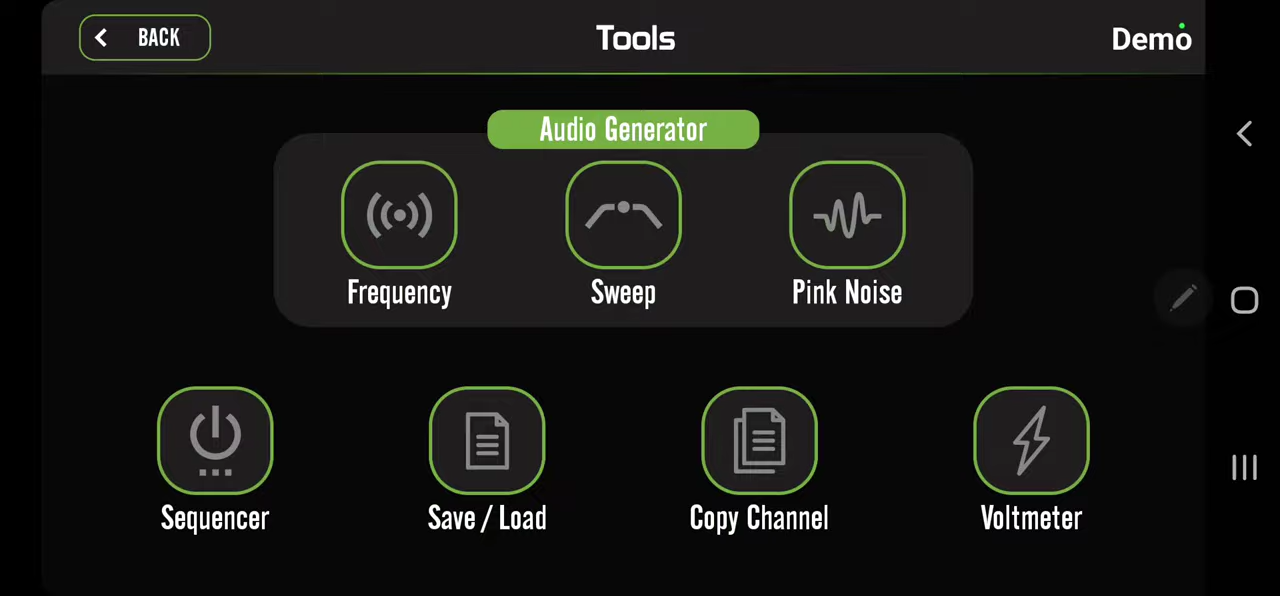 BACK
Tools
Demo
Audio Generator
Frequency
Sweep
Pink Noise
Sequencer
Save / Load
Copy Channel
Voltmeter